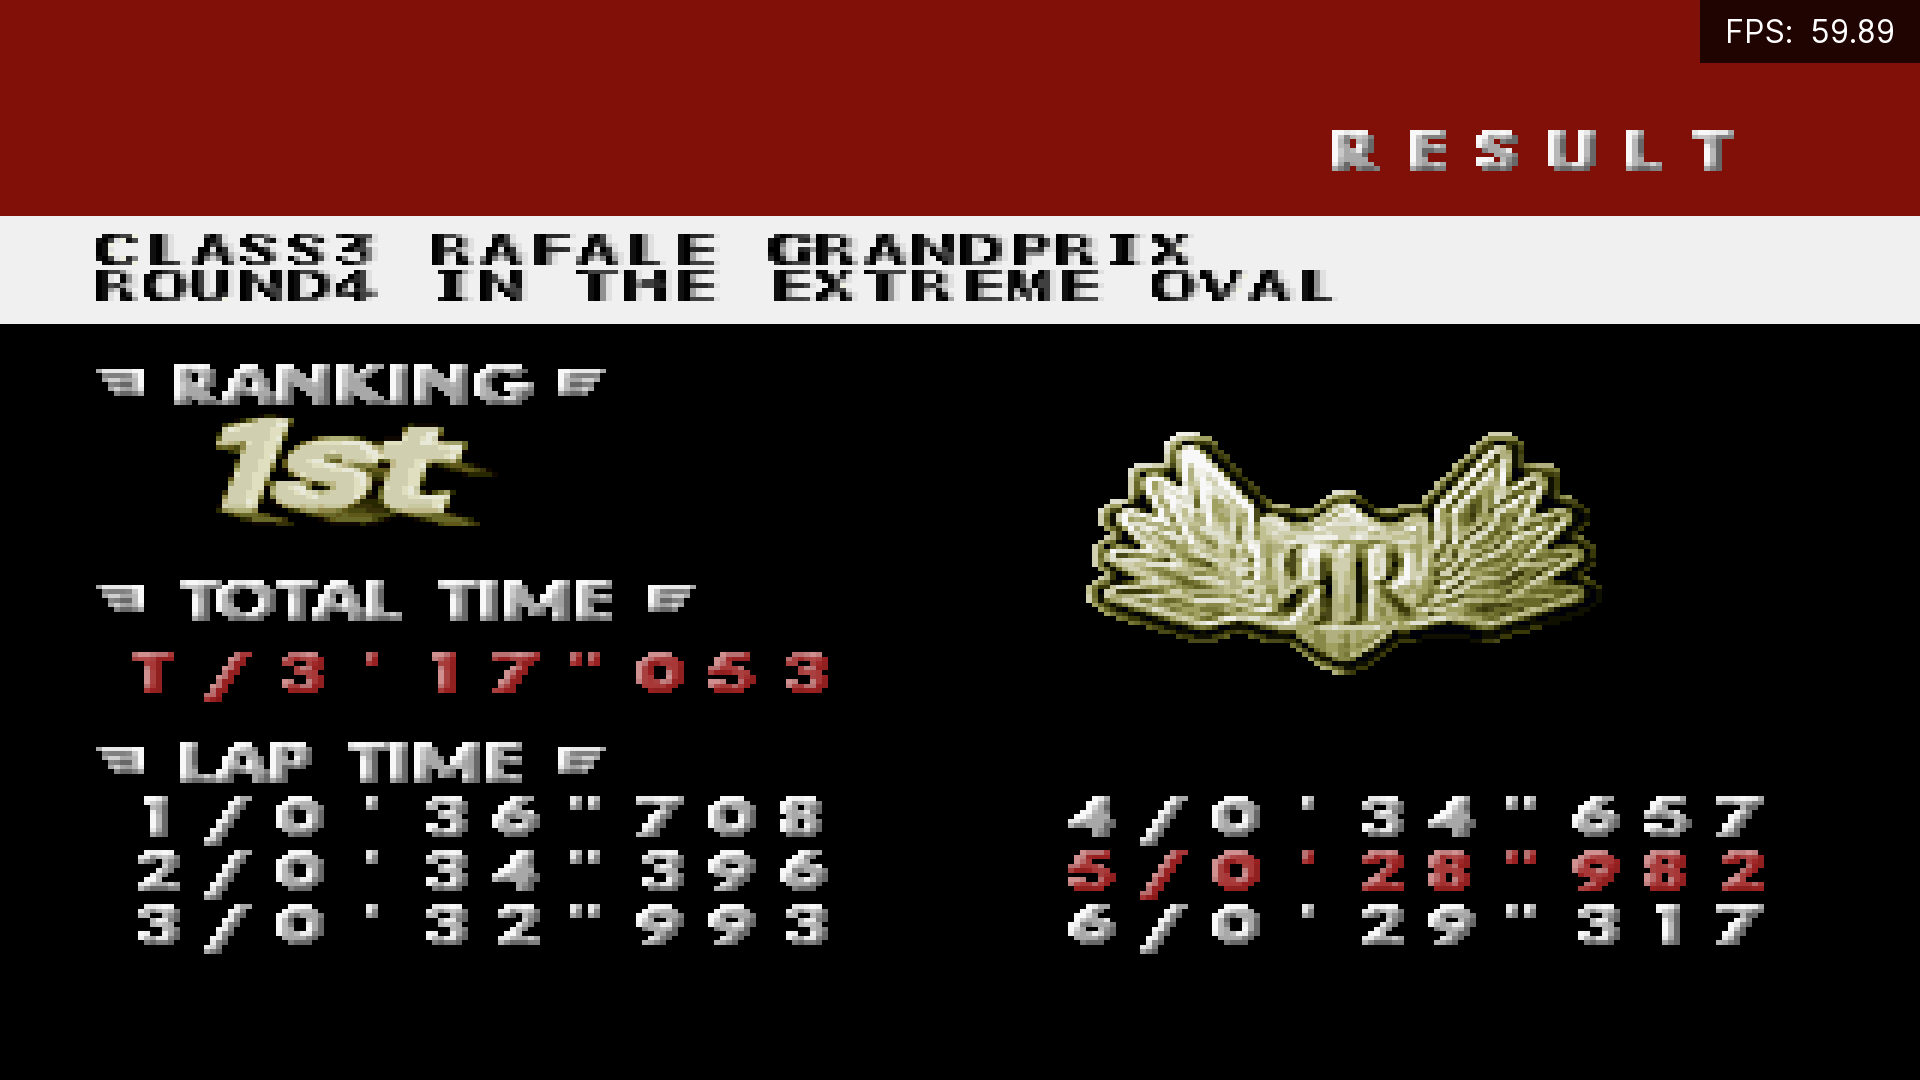 FPS: 59.89
RESULT
CLASS3 RAFALE GRANDPRIX
ROUND4 IN THE EXTREME OVAL
RANKING
1st
TOTAL TIME
T/3'17"053
LAP TIME
1/0'36"708
2/0'34"396
3/0'32"993
4/0'34"657
5/0'28"982
6/0'29"317